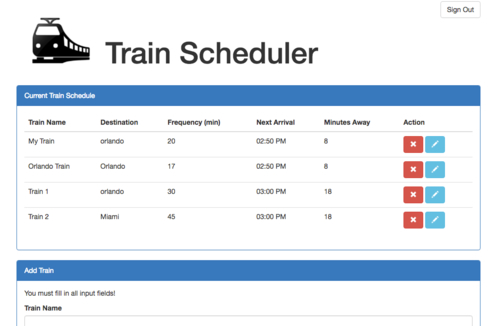 Sign Out
Train Scheduler
Current Train Schedule
Train Name Destination Frequency (min) Next Arrival Minutes Away Action
My Train orlando 20 02:50 PM 8
Orlando Train Orlando 17 02:50 PM 8
Train 1 orlando 30 03:00 PM 18
Train 2 Miami 45 03:00 PM 18
Add Train
You must fill in all input fields!
Train Name